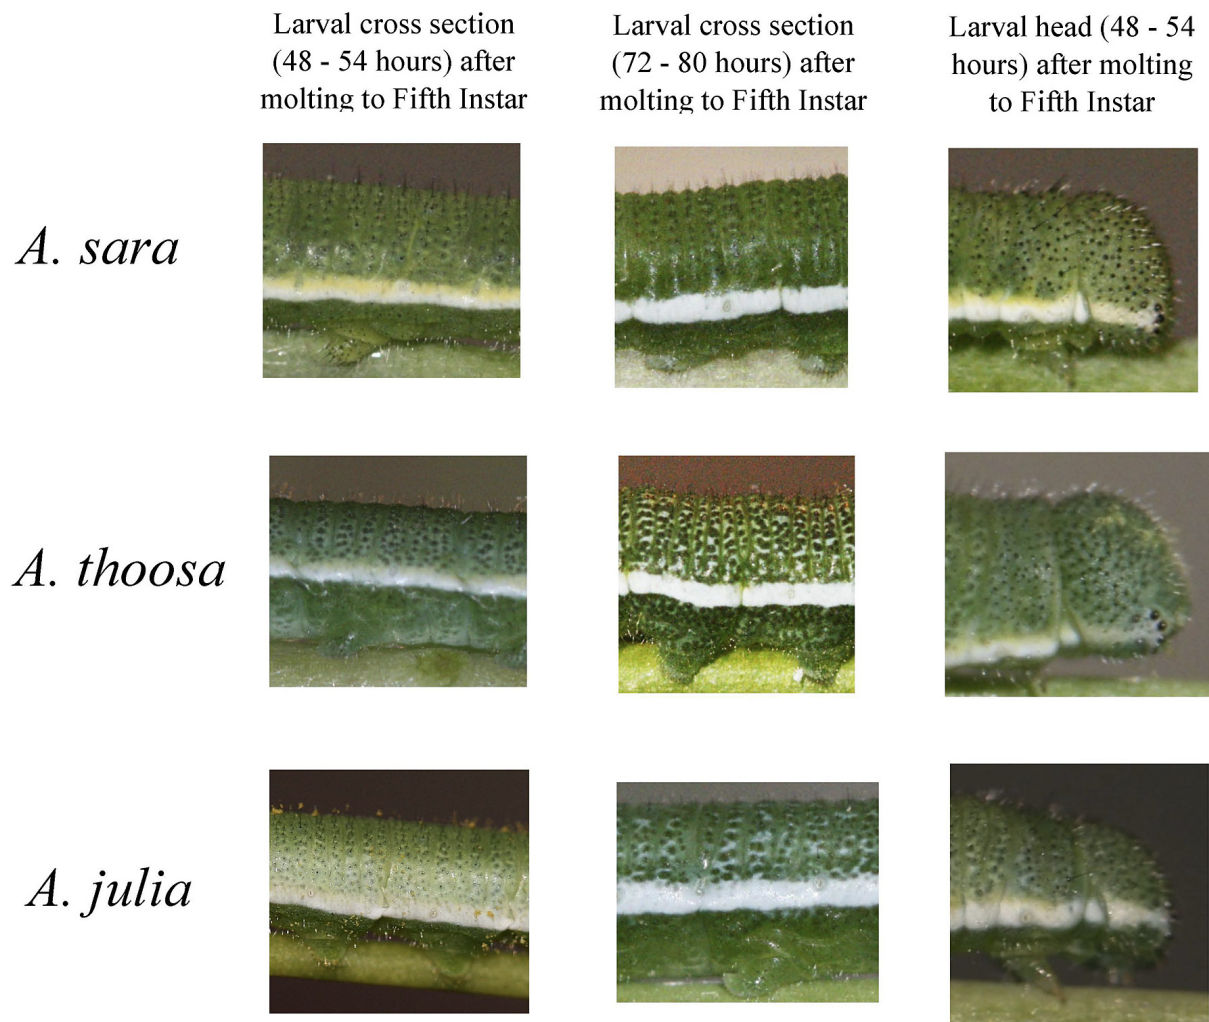 Larval cross section
(48 - 54 hours) after
molting to Fifth Instar
Larval cross section
(72 - 80 hours) after
molting to Fifth Instar
Larval head (48 - 54
hours) after molting
to Fifth Instar
A. sara
A. thoosa
A. julia